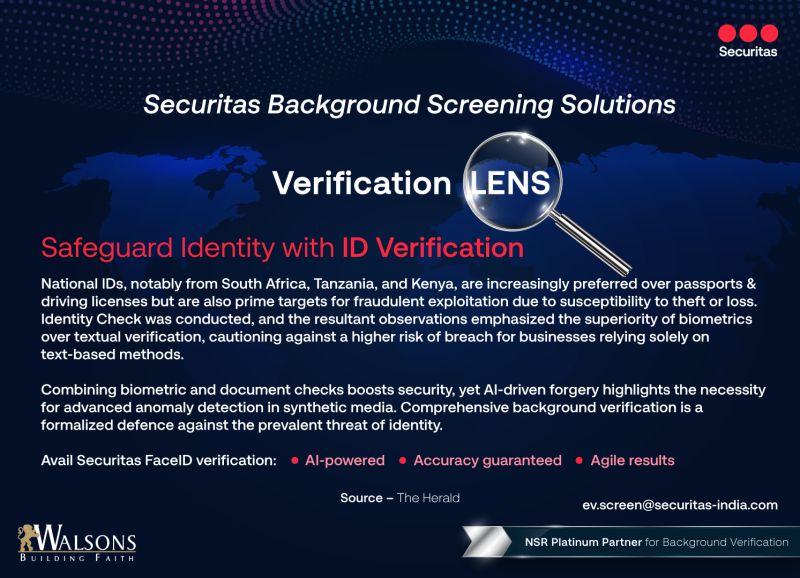 Securitas
Securitas Background Screening Solutions
Verification LENS
Safeguard Identity with ID Verification
National IDs, notably from South Africa, Tanzania, and Kenya, are increasingly preferred over passports &
driving licenses but are also prime targets for fraudulent exploitation due to susceptibility to theft or loss.
Identity Check was conducted, and the resultant observations emphasized the superiority of biometrics
over textual verification, cautioning against a higher risk of breach for businesses relying solely on
text-based methods.
Combining biometric and document checks boosts security, yet AI-driven forgery highlights the necessity
for advanced anomaly detection in synthetic media. Comprehensive background verification is a
formalized defence against the prevalent threat of identity.
Avail Securitas FaceID verification: • AI-powered • Accuracy guaranteed • Agile results
Source – The Herald
ev.screen@securitas-india.com
WALSONS
BUILDING FAITH
NSR Platinum Partner for Background Verification